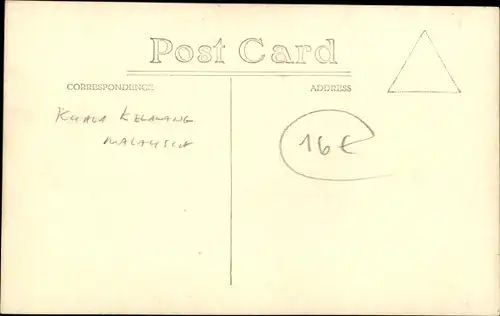 Post Card
CORRESPONDENCE
ADDRESS
KUALA KELAWANG
MALAYSIA
16€